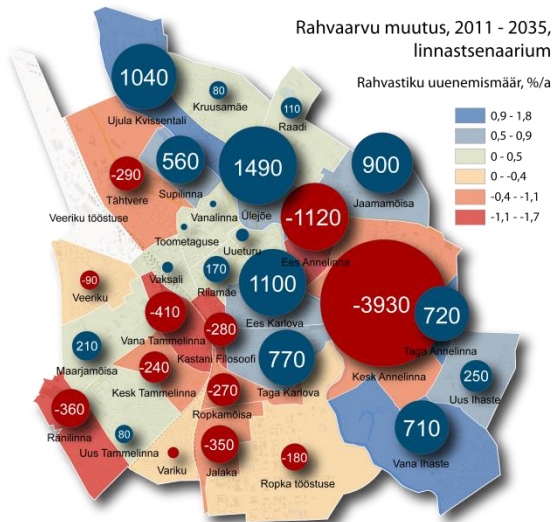 Rahvaarvu muutus, 2011 - 2035,
linnastsenaarium
Rahvastiku uuenemismäär, %/a
0,9 - 1,8
0,5 - 0,9
0 - 0,5
0 - -0,4
-0,4 - -1,1
-1,1 - -1,7
1040
Ujula Kvissentali
80
Kruusamäe
110
Raadi
560
Supilinna
1490
Ülejõe
900
Jaamamõisa
-290
Tähtvere
Veeriku tööstuse
Vanalinna
Toometaguse
Ueeturu
-1120
Ees Annelinna
Vaksali
170
Riiamäe
1100
Ees Karlova
-3930
Kesk Annelinna
720
Taga Annelinna
-90
Veeriku
-410
Vana Tammelinna
-280
Kastani Filosoofi
210
Maarjamõisa
-240
Kesk Tammelinna
770
Taga Karlova
250
Uus Ihaste
-270
Ropkamõisa
-360
Ränilinna
80
Uus Tammelinna
Variku
-350
Jalaka
-180
Ropka tööstuse
710
Vana Ihaste